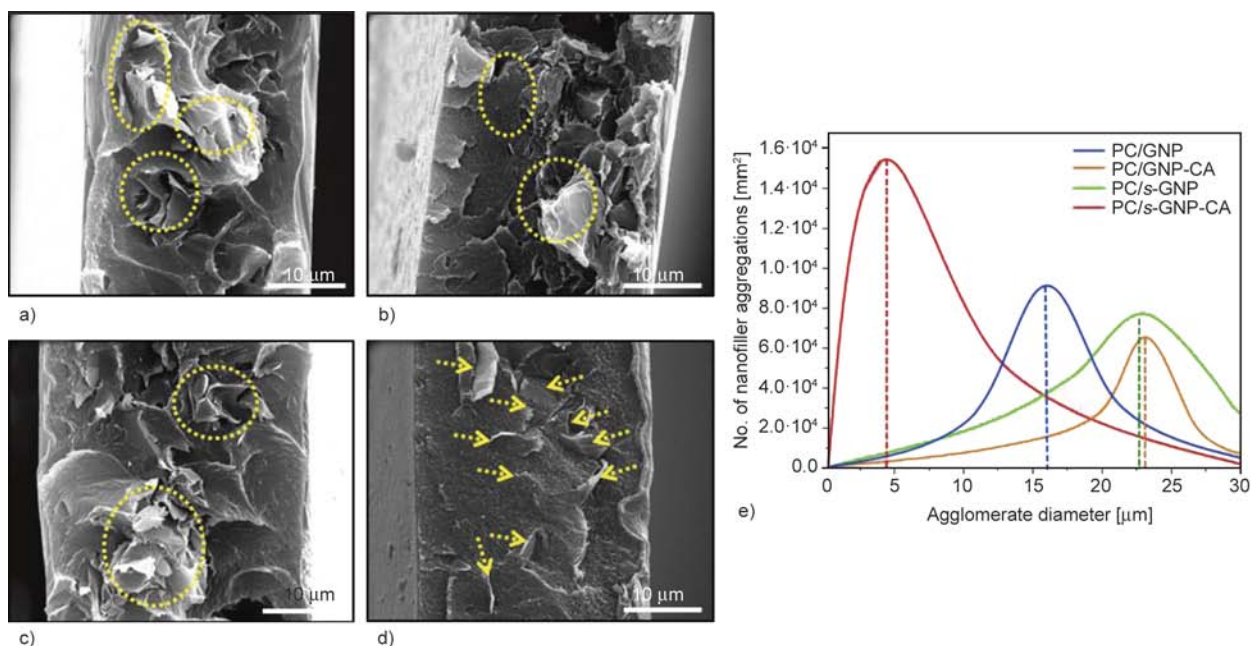 10 µm
a)
10 µm
b)
10 µm
c)
10 µm
d)
No. of nanofiller aggregations [mm²]
1.6·10⁴
1.4·10⁴
1.2·10⁴
1.0·10⁴
8.0·10⁴
6.0·10⁴
4.0·10⁴
2.0·10⁴
0.0
0
5
10
15
20
25
30
Agglomerate diameter [µm]
PC/GNP
PC/GNP-CA
PC/s-GNP
PC/s-GNP-CA
e)